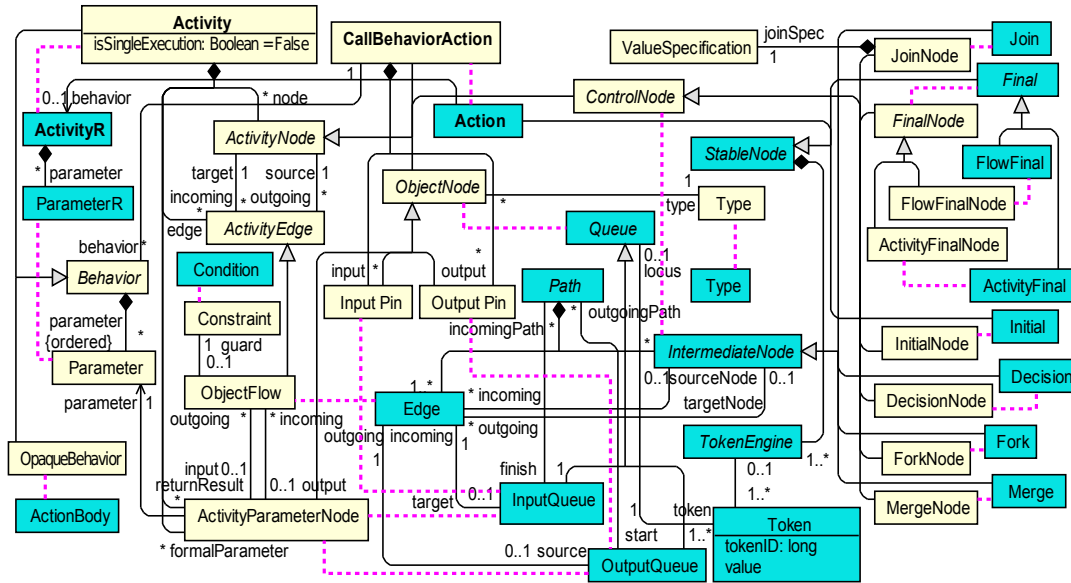 Activity
isSingleExecution: Boolean =False
CallBehaviorAction
ValueSpecification
joinSpec
1
JoinNode
Join
0..1
behavior
*
node
1
ControlNode
Final
ActivityR
Action
FinalNode
ActivityNode
StableNode
FlowFinal
*
parameter
target
1
source
1
ObjectNode
1
ParameterR
incoming
*
outgoing
*
type
*
Type
FlowFinalNode
edge
*
ActivityEdge
Queue
ActivityFinalNode
behavior
*
Condition
0..1
locus
Behavior
input
*
output
*
Path
Type
ActivityFinal
Input Pin
Output Pin
*
*
outgoingPath
parameter
{ordered}
*
Constraint
incomingPath
Initial
1
guard
*
IntermediateNode
InitialNode
Parameter
0..1
0..1
sourceNode
0..1
Decision
ObjectFlow
1..*
*
incoming
targetNode
parameter
1
Edge
DecisionNode
outgoing
*
*
incoming
*
outgoing
TokenEngine
Fork
OpaqueBehavior
outgoing
incoming
1
1
ForkNode
input
0..1
finish
1
0..1
1..*
returnResult
0..1
output
InputQueue
1..*
Merge
*
target
0..1
MergeNode
ActionBody
ActivityParameterNode
1
token
Token
*
formalParameter
start
1..*
tokenID: long
value
0..1
source
OutputQueue